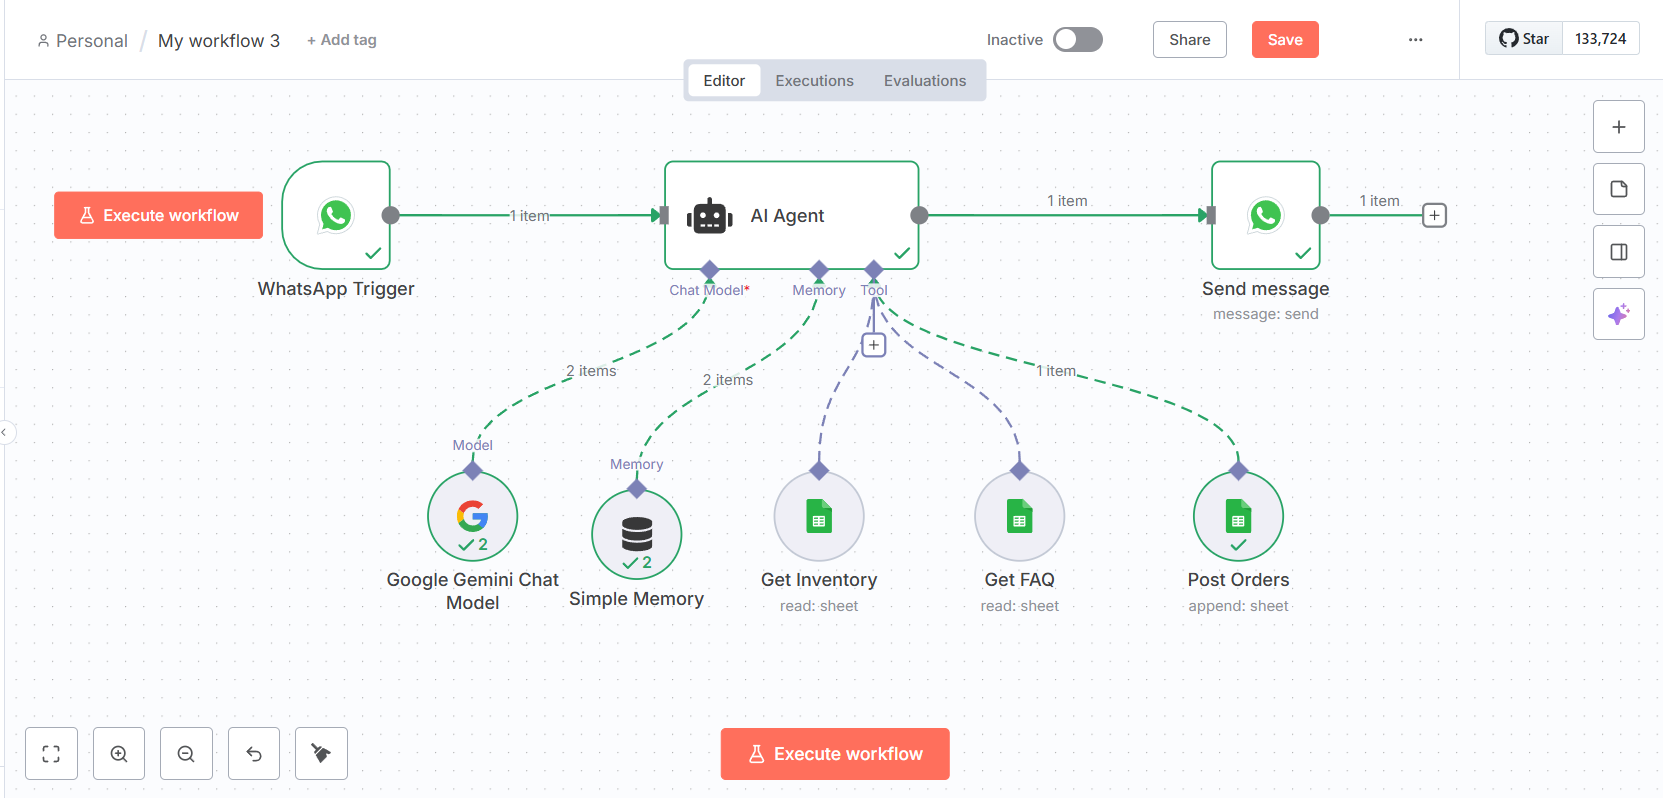 Personal / My workflow 3 + Add tag
Inactive
Share
Save
Star 133,724
Editor Executions Evaluations
Execute workflow
1 item
AI Agent
1 item
1 item
WhatsApp Trigger
Chat Model*
Memory
Tool
Send message
message: send
2 items
2 items
1 item
Model
Memory
2
2
Google Gemini Chat
Model
Simple Memory
Get Inventory
read: sheet
Get FAQ
read: sheet
Post Orders
append: sheet
Execute workflow